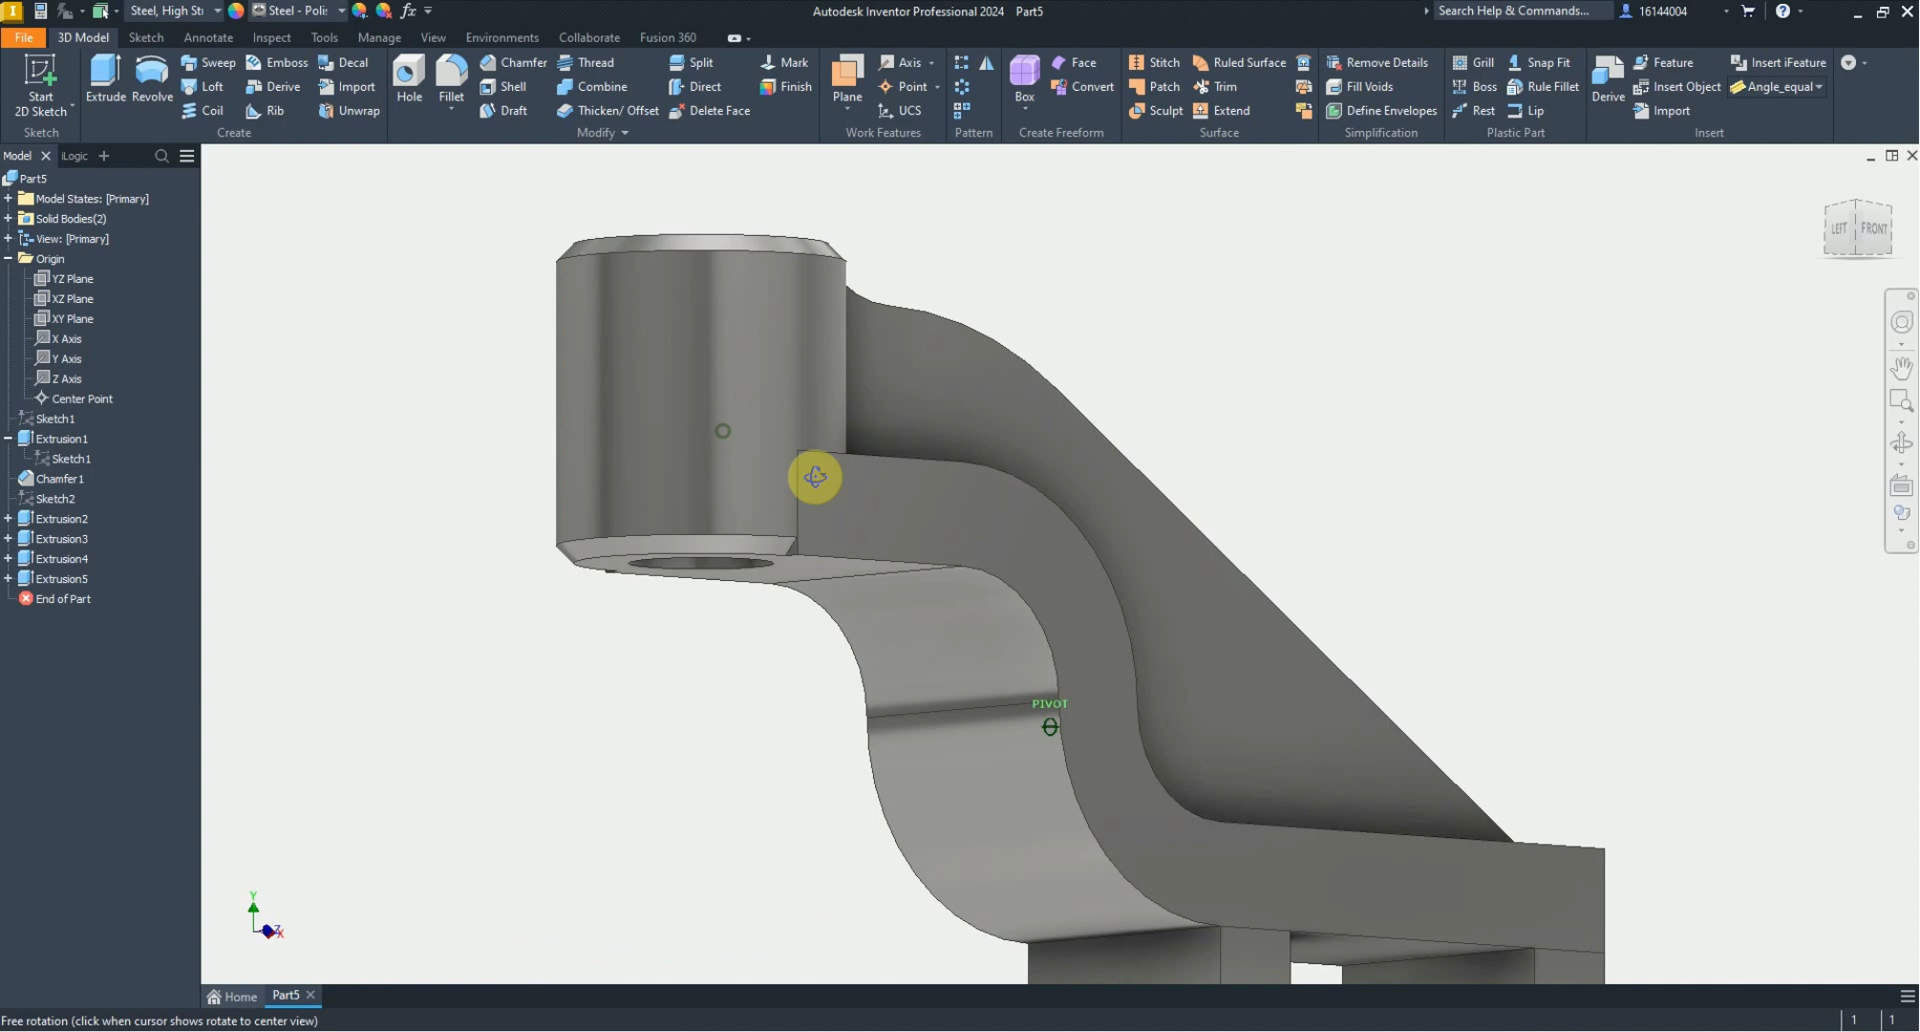 Steel, High St
Steel - Poli
fx
Autodesk Inventor Professional 2024 Part5
Search Help & Commands...
16144004
File 3D Model Sketch Annotate Inspect Tools Manage View Environments Collaborate Fusion 360
Start
2D Sketch
Extrude
Revolve
Sweep
Emboss
Decal
Loft
Derive
Import
Coil
Rib
Unwrap
Hole
Fillet
Chamfer
Thread
Split
Mark
Shell
Combine
Direct
Finish
Draft
Thicken/ Offset
Delete Face
Plane
Axis
Point
UCS
Box
Face
Convert
Stitch
Ruled Surface
Patch
Trim
Sculpt
Extend
Remove Details
Fill Voids
Define Envelopes
Grill
Snap Fit
Boss
Rule Fillet
Rest
Lip
Derive
Feature
Insert iFeature
Insert Object
Angle_equal
Import
Sketch
Create
Modify
Work Features
Pattern
Create Freeform
Surface
Simplification
Plastic Part
Insert
Model
iLogic
Part5
Model States: [Primary]
Solid Bodies(2)
View: [Primary]
Origin
YZ Plane
XZ Plane
XY Plane
X Axis
Y Axis
Z Axis
Center Point
Sketch1
Extrusion1
Sketch1
Chamfer1
Sketch2
Extrusion2
Extrusion3
Extrusion4
Extrusion5
End of Part
LEFT
FRONT
PIVOT
Y
Z
X
Home
Part5
Free rotation (click when cursor shows rotate to center view)
1
1